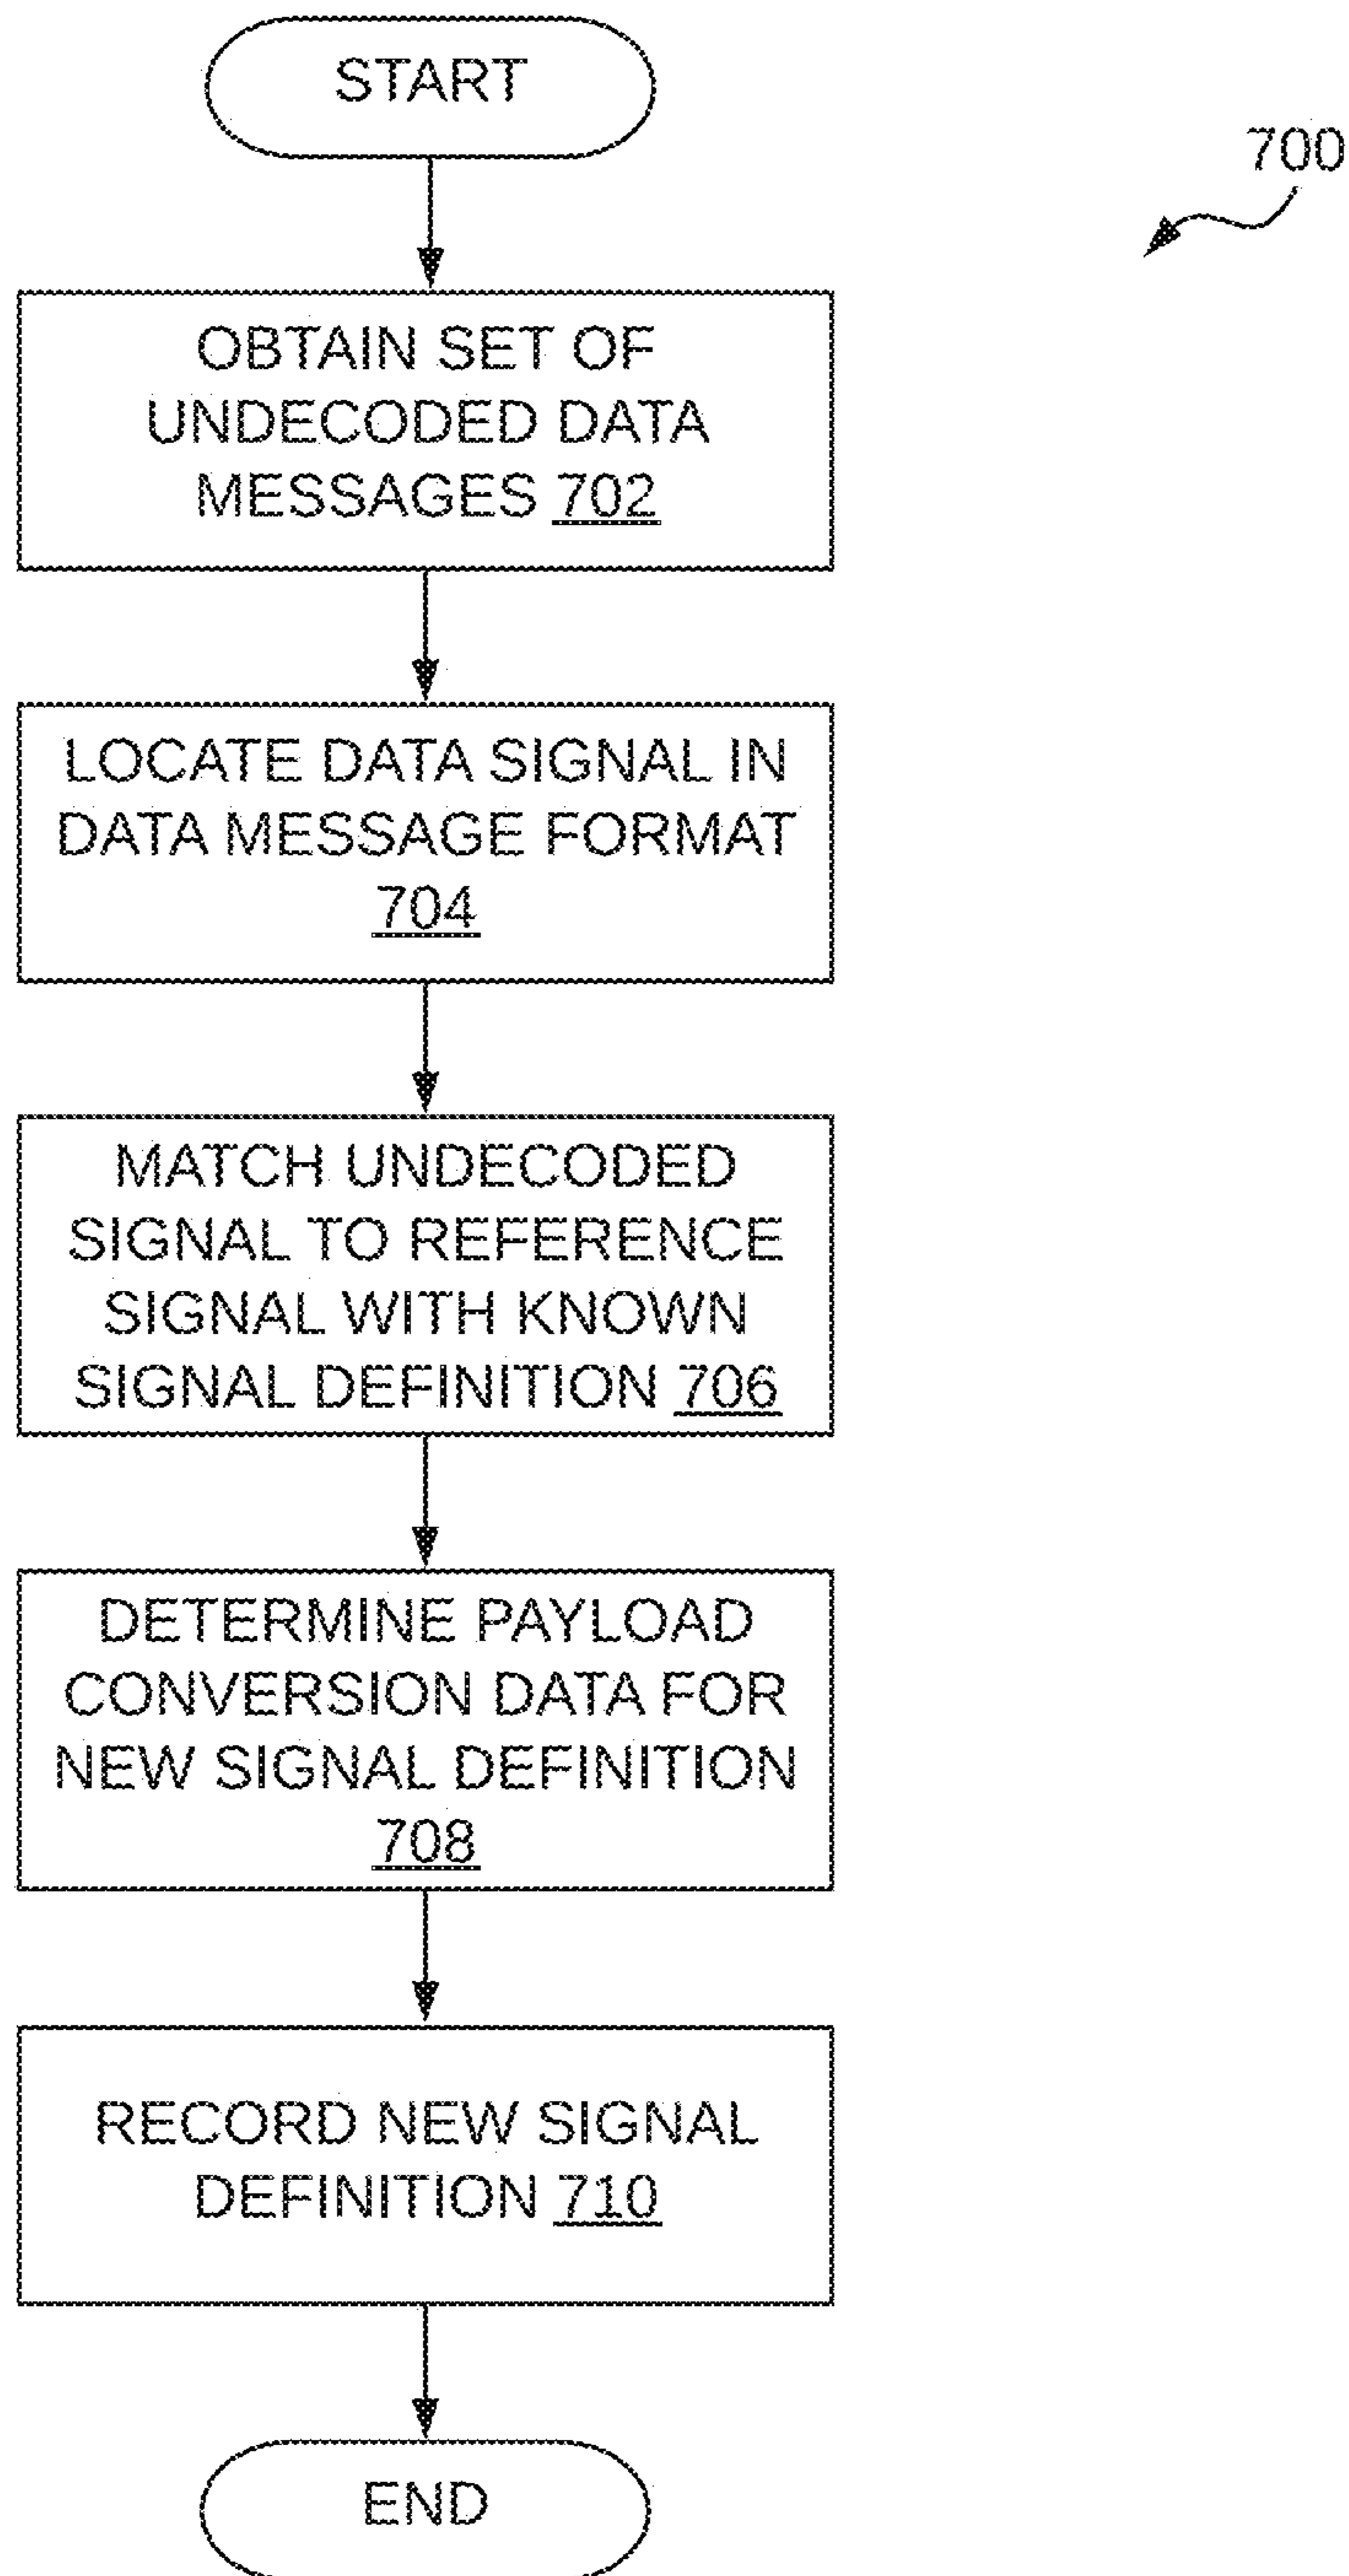 START
700
OBTAIN SET OF
UNDECODED DATA
MESSAGES 702
LOCATE DATA SIGNAL IN
DATA MESSAGE FORMAT
704
MATCH UNDECODED
SIGNAL TO REFERENCE
SIGNAL WITH KNOWN
SIGNAL DEFINITION 706
DETERMINE PAYLOAD
CONVERSION DATA FOR
NEW SIGNAL DEFINITION
708
RECORD NEW SIGNAL
DEFINITION 710
END